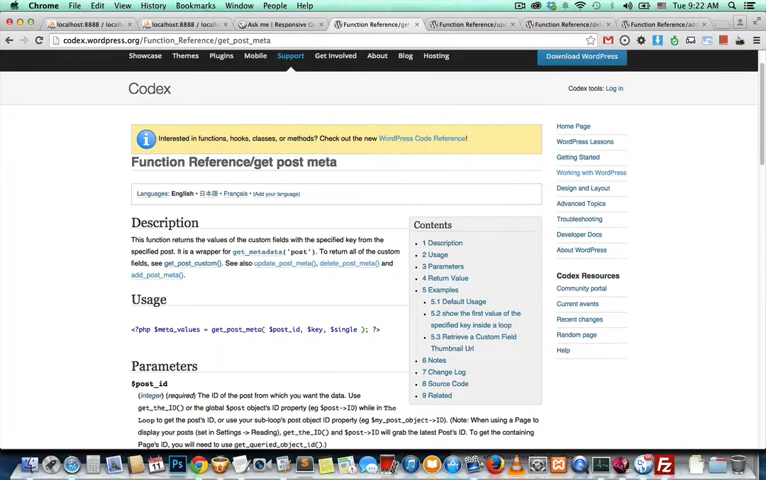 Chrome File Edit View History Bookmarks Window People Help
Tue 9:22 AM
localhost:8888 / localhost / localhost:8888 / localhost / Ask me | Responsive Function Reference/get
codex.wordpress.org/Function_Reference/get_post_meta
Showcase Themes Plugins Mobile Support Get Involved About Blog Hosting
Download WordPress
Codex
Codex tools: Log in
Interested in functions, hooks, classes, or methods? Check out the new WordPress Code Reference!
Function Reference/get post meta
Languages: English • 日本語 • Français • (Add your language)
Description
This function returns the values of the custom fields with the specified key from the
specified post. It is a wrapper for get_metadata('post'). To return all of the custom
fields, see get_post_custom(). See also update_post_meta(), delete_post_meta() and
add_post_meta().
Usage
<?php $meta_values = get_post_meta( $post_id, $key, $single ); ?>
Parameters
$post_id
(integer) (required) The ID of the post from which you want the data. Use
get_the_ID() or the global $post object's ID property (eg $post->ID) while in The
Loop to get the post's ID, or use your sub-loop's post object ID property (eg $my_post_object->ID). (Note: When using a Page to
display your posts (set in Settings -> Reading), get_the_ID() and $post->ID will grab the latest Post's ID. To get the containing
Page's ID, you will need to use get_queried_object_id().)
Contents
1 Description
2 Usage
3 Parameters
4 Return Value
5 Examples
5.1 Default Usage
5.2 show the first value of the
specified key inside a loop
5.3 Retrieve a Custom Field
Thumbnail Url
6 Notes
7 Change Log
8 Source Code
9 Related
Home Page
WordPress Lessons
Getting Started
Working with WordPress
Design and Layout
Advanced Topics
Troubleshooting
Developer Docs
About WordPress
Codex Resources
Community portal
Current events
Recent changes
Random page
Help